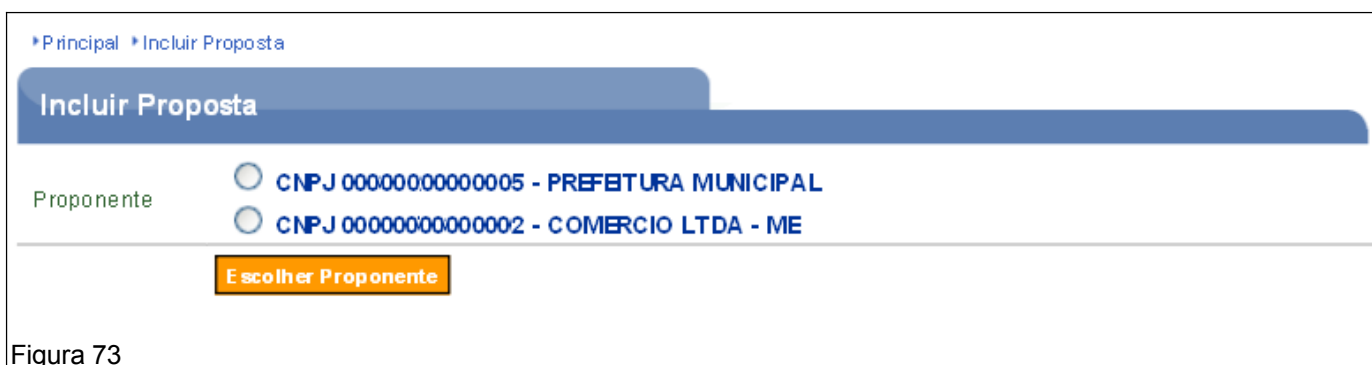 Principal Incluir Proposta
Incluir Proposta
Proponente
CNPJ 00000000000005 - PREFEITURA MUNICIPAL
CNPJ 00000000000002 - COMERCIO LTDA - ME
Escolher Proponente
Figura 73